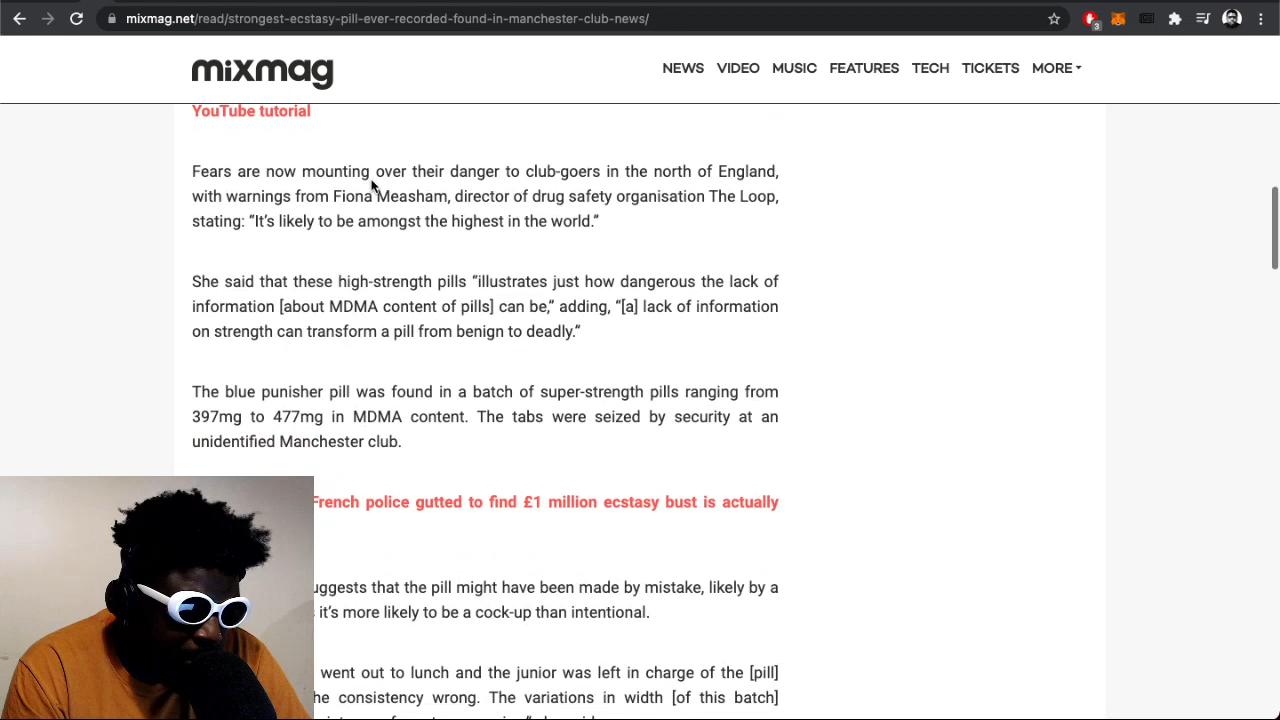 mixmag.net/read/strongest-ecstasy-pill-ever-recorded-found-in-manchester-club-news/
3
mixmag
NEWS VIDEO MUSIC FEATURES TECH TICKETS MORE
YouTube tutorial
Fears are now mounting over their danger to club-goers in the north of England,
with warnings from Fiona Measham, director of drug safety organisation The Loop,
stating: “It’s likely to be amongst the highest in the world.”
She said that these high-strength pills “illustrates just how dangerous the lack of
information [about MDMA content of pills] can be,” adding, “[a] lack of information
on strength can transform a pill from benign to deadly.”
The blue punisher pill was found in a batch of super-strength pills ranging from
397mg to 477mg in MDMA content. The tabs were seized by security at an
unidentified Manchester club.
French police gutted to find £1 million ecstasy bust is actually
uggests that the pill might have been made by mistake, likely by a
it’s more likely to be a cock-up than intentional.
went out to lunch and the junior was left in charge of the [pill]
he consistency wrong. The variations in width [of this batch]